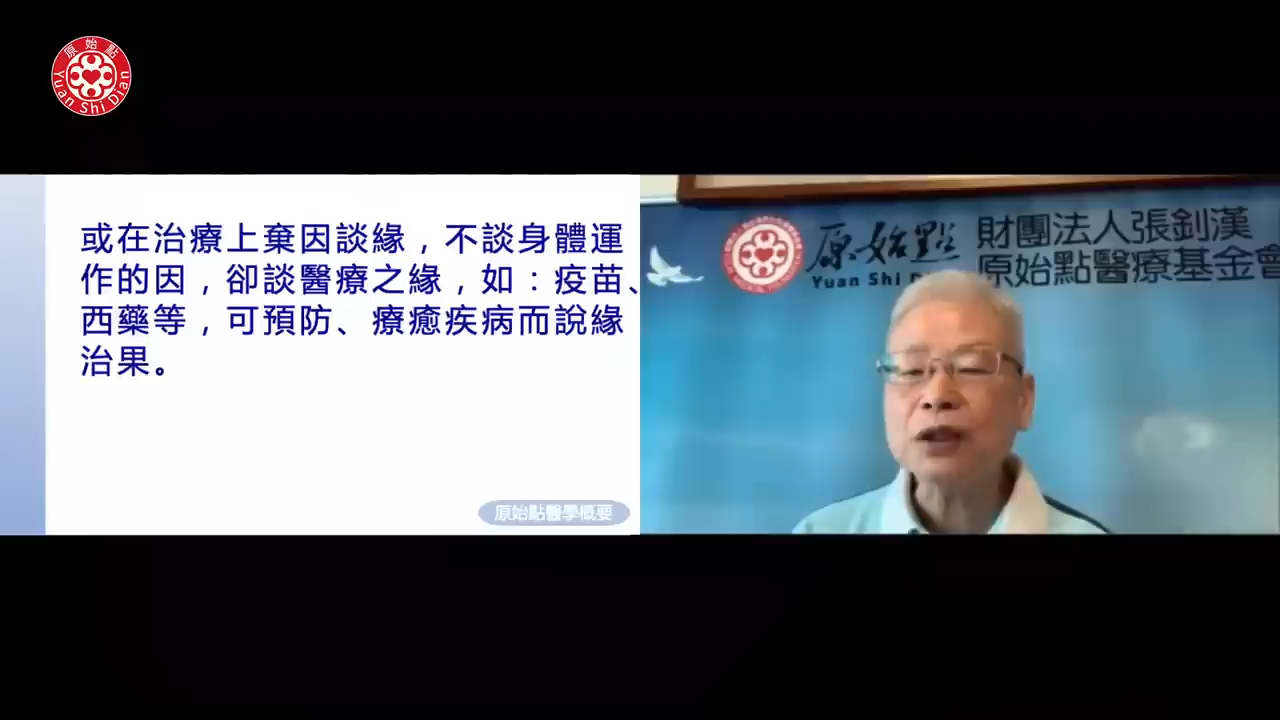 原始點
Yuan Shi Dian
或在治療上棄因談緣，不談身體運
作的因，卻談醫療之緣，如：疫苗、
西藥等，可預防、療癒疾病而說緣
治果。
原始點醫學概要
原始點
Yuan Shi D
財團法人張釗漢
原始點醫療基金會